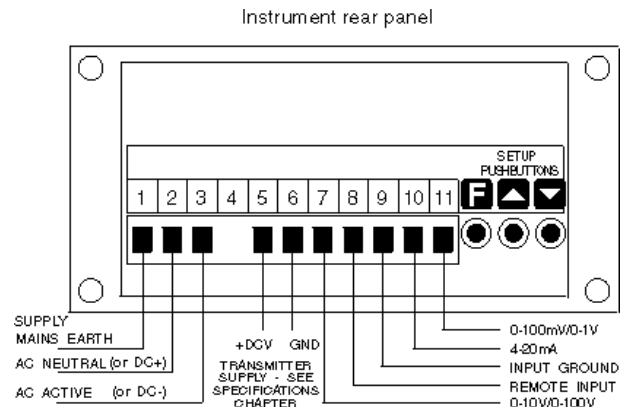 Instrument rear panel
SETUP
PUSHBUTTONS
1 2 3 4 5 6 7 8 9 10 11 F
SUPPLY
MAINS EARTH
AC NEUTRAL (or DC+)
AC ACTIVE (or DC-)
+DCV GND
TRANSMITTER
SUPPLY - SEE
SPECIFICATIONS
CHAPTER
0-100mV/0-1V
4-20mA
INPUT GROUND
REMOTE INPUT
0-10V/0-100V